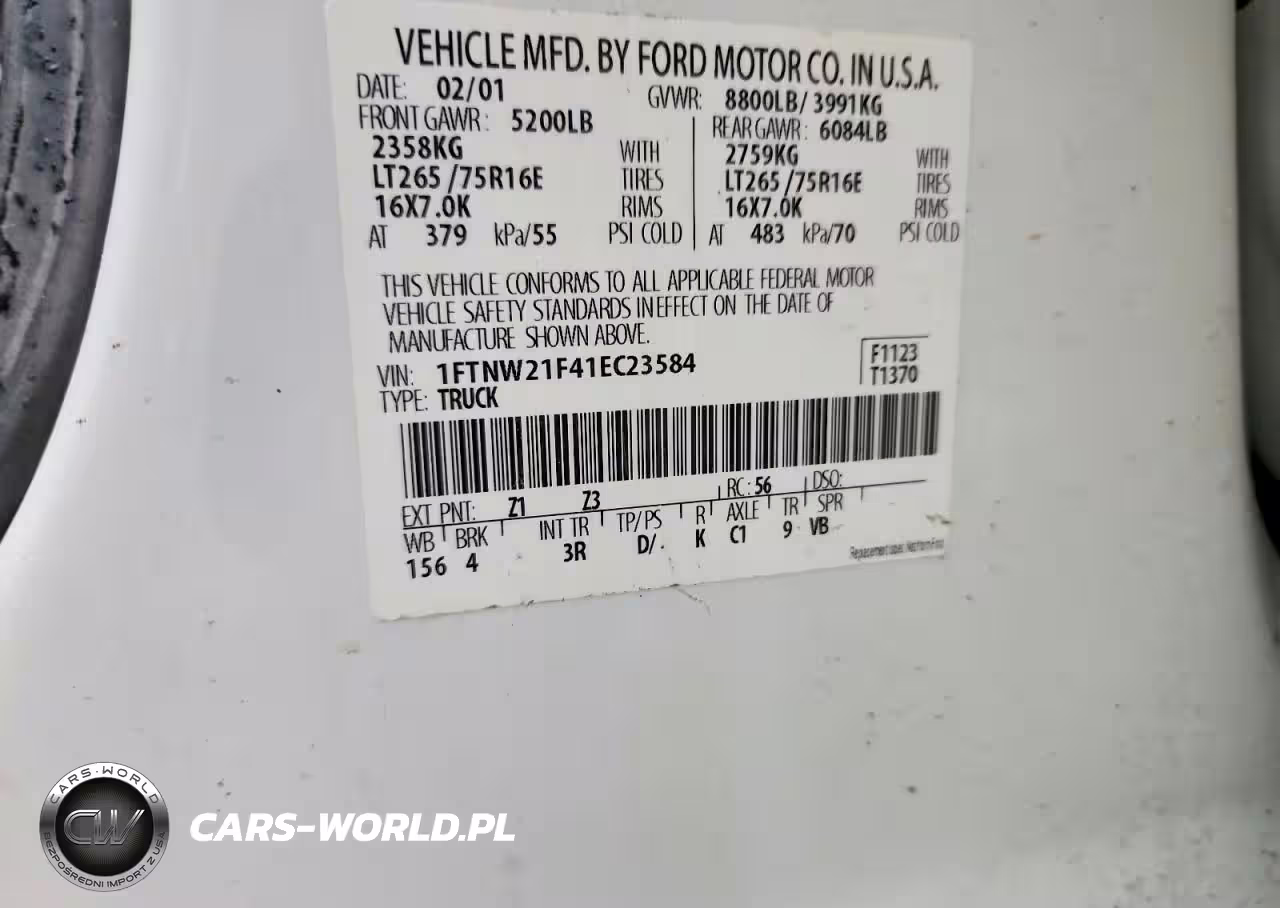 VEHICLE MFD. BY FORD MOTOR CO. IN U.S.A.
DATE: 02/01 GVWR: 8800LB/ 3991KG
FRONT GAWR: 5200LB REAR GAWR: 6084LB
2358KG WITH 2759KG WITH
LT265 /75R16E TIRES LT265 /75R16E TIRES
16X7.0K RIMS 16X7.0K RIMS
AT 379 kPa/55 PSI COLD AT 483 kPa/70 PSI COLD
THIS VEHICLE CONFORMS TO ALL APPLICABLE FEDERAL MOTOR
VEHICLE SAFETY STANDARDS IN EFFECT ON THE DATE OF
MANUFACTURE SHOWN ABOVE.
VIN: 1FTNW21F41EC23584 F1123
TYPE: TRUCK T1370
EXT PNT: Z1 Z3 RC: 56 DSO:
WB BRK INT TR TP/PS R AXLE TR SPR
156 4 3R D/. K C1 9 VB
CARS-WORLD
CW
BEZPOŚREDNI IMPORT Z USA
CARS-WORLD.PL